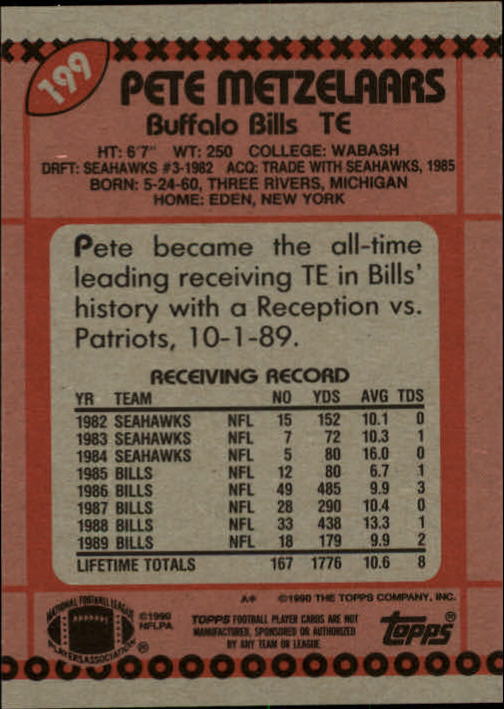 199
PETE METZELAARS
Buffalo Bills TE
HT: 6'7" WT: 250 COLLEGE: WABASH
DRFT: SEAHAWKS #3-1982 ACQ: TRADE WITH SEAHAWKS, 1985
BORN: 5-24-60, THREE RIVERS, MICHIGAN
HOME: EDEN, NEW YORK
Pete became the all-time
leading receiving TE in Bills'
history with a Reception vs.
Patriots, 10-1-89.
RECEIVING RECORD
YR TEAM NO YDS AVG TDS
1982 SEAHAWKS NFL 15 152 10.1 0
1983 SEAHAWKS NFL 7 72 10.3 1
1984 SEAHAWKS NFL 5 80 16.0 0
1985 BILLS NFL 12 80 6.7 1
1986 BILLS NFL 49 485 9.9 3
1987 BILLS NFL 28 290 10.4 0
1988 BILLS NFL 33 438 13.3 1
1989 BILLS NFL 18 179 9.9 2
LIFETIME TOTALS 167 1776 10.6 8
A* ©1990 THE TOPPS COMPANY, INC.
NATIONAL FOOTBALL LEAGUE
PLAYERS ASSOCIATION ®
©1990
NFLPA
TOPPS FOOTBALL PLAYER CARDS ARE NOT
MANUFACTURED, SPONSORED OR AUTHORIZED
BY ANY TEAM OR LEAGUE.
topps®